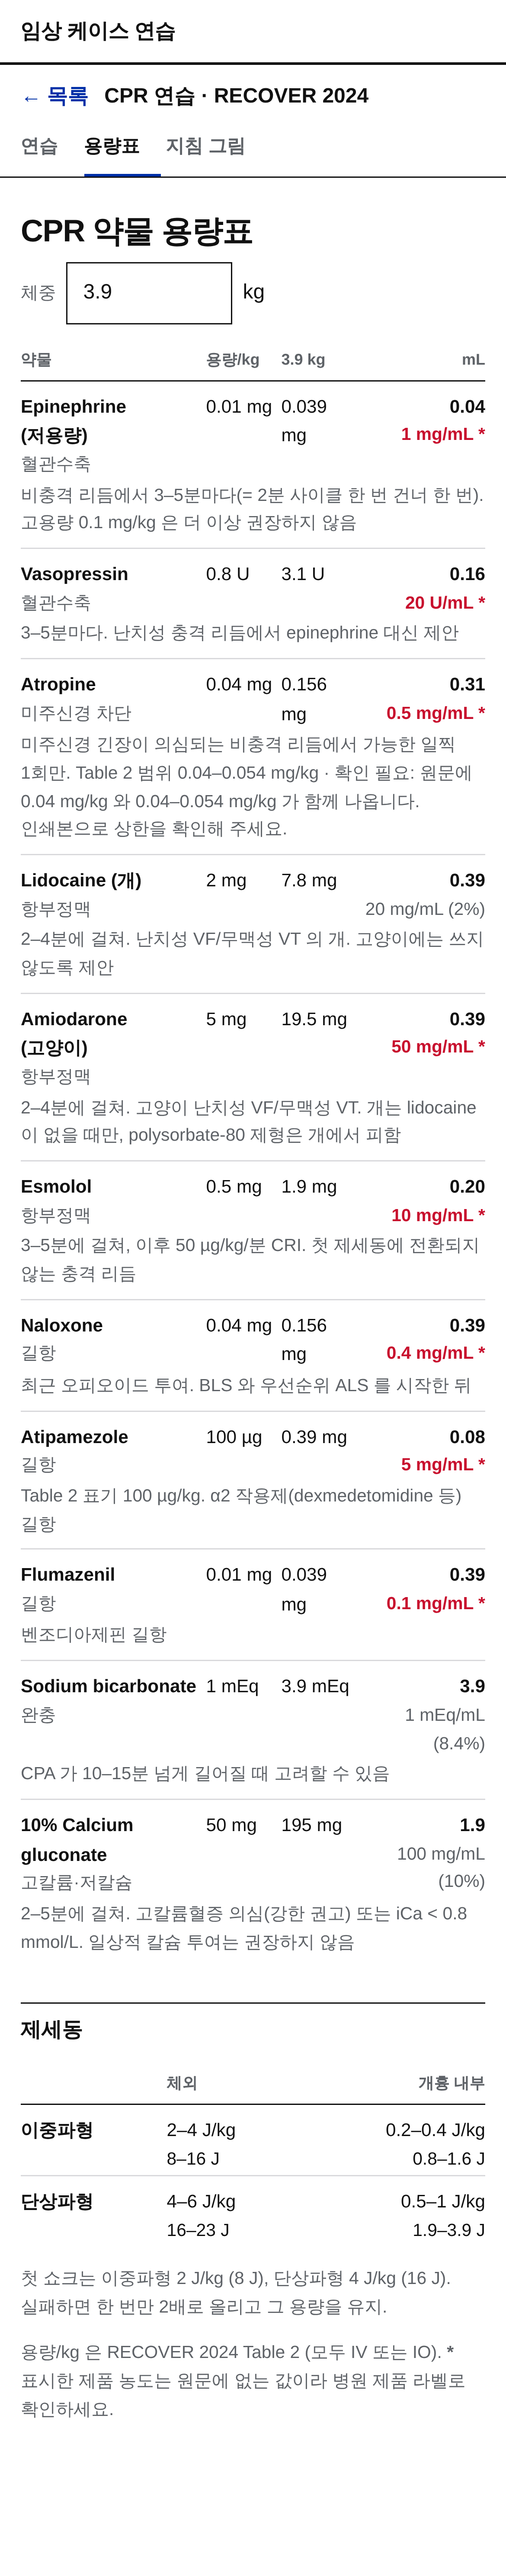 임상 케이스 연습
← 목록 CPR 연습 · RECOVER 2024
연습 용량표 지침 그림
CPR 약물 용량표
체중 3.9 kg
약물 용량/kg 3.9 kg mL
Epinephrine 0.01 mg 0.039 0.04
(저용량) mg 1 mg/mL *
혈관수축
비충격 리듬에서 3–5분마다(= 2분 사이클 한 번 건너 한 번).
고용량 0.1 mg/kg 은 더 이상 권장하지 않음
Vasopressin 0.8 U 3.1 U 0.16
혈관수축 20 U/mL *
3–5분마다. 난치성 충격 리듬에서 epinephrine 대신 제안
Atropine 0.04 mg 0.156 0.31
미주신경 차단 mg 0.5 mg/mL *
미주신경 긴장이 의심되는 비충격 리듬에서 가능한 일찍
1회만. Table 2 범위 0.04–0.054 mg/kg · 확인 필요: 원문에
0.04 mg/kg 와 0.04–0.054 mg/kg 가 함께 나옵니다.
인쇄본으로 상한을 확인해 주세요.
Lidocaine (개) 2 mg 7.8 mg 0.39
항부정맥 20 mg/mL (2%)
2–4분에 걸쳐. 난치성 VF/무맥성 VT 의 개. 고양이에는 쓰지
않도록 제안
Amiodarone 5 mg 19.5 mg 0.39
(고양이) 50 mg/mL *
항부정맥
2–4분에 걸쳐. 고양이 난치성 VF/무맥성 VT. 개는 lidocaine
이 없을 때만, polysorbate-80 제형은 개에서 피함
Esmolol 0.5 mg 1.9 mg 0.20
항부정맥 10 mg/mL *
3–5분에 걸쳐, 이후 50 µg/kg/분 CRI. 첫 제세동에 전환되지
않는 충격 리듬
Naloxone 0.04 mg 0.156 0.39
길항 mg 0.4 mg/mL *
최근 오피오이드 투여. BLS 와 우선순위 ALS 를 시작한 뒤
Atipamezole 100 µg 0.39 mg 0.08
길항 5 mg/mL *
Table 2 표기 100 µg/kg. α2 작용제(dexmedetomidine 등)
길항
Flumazenil 0.01 mg 0.039 0.39
길항 mg 0.1 mg/mL *
벤조디아제핀 길항
Sodium bicarbonate 1 mEq 3.9 mEq 3.9
완충 1 mEq/mL
(8.4%)
CPA 가 10–15분 넘게 길어질 때 고려할 수 있음
10% Calcium 50 mg 195 mg 1.9
gluconate 100 mg/mL
고칼륨·저칼슘 (10%)
2–5분에 걸쳐. 고칼륨혈증 의심(강한 권고) 또는 iCa < 0.8
mmol/L. 일상적 칼슘 투여는 권장하지 않음
제세동
체외 개흉 내부
이중파형 2–4 J/kg 0.2–0.4 J/kg
8–16 J 0.8–1.6 J
단상파형 4–6 J/kg 0.5–1 J/kg
16–23 J 1.9–3.9 J
첫 쇼크는 이중파형 2 J/kg (8 J), 단상파형 4 J/kg (16 J).
실패하면 한 번만 2배로 올리고 그 용량을 유지.
용량/kg 은 RECOVER 2024 Table 2 (모두 IV 또는 IO). *
표시한 제품 농도는 원문에 없는 값이라 병원 제품 라벨로
확인하세요.